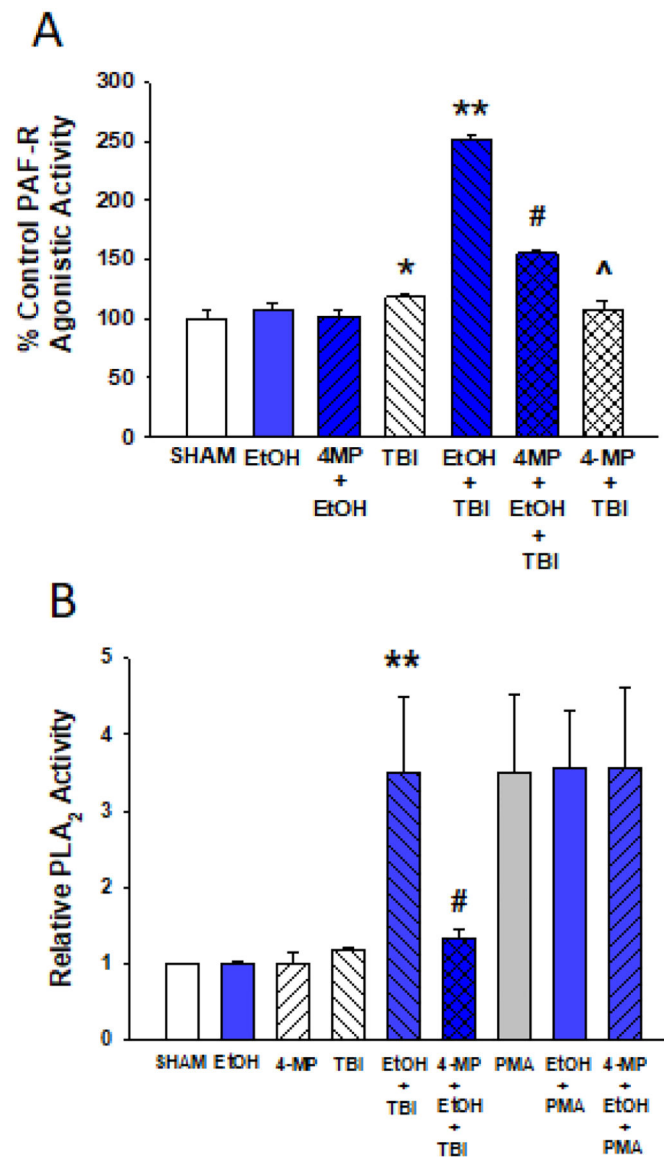 A
% Control PAF-R
Agonistic Activity
300
250
200
150
100
50
0
*
**
#
^
SHAM EtOH 4MP TBI EtOH 4MP 4-MP
+ + + +
EtOH TBI EtOH TBI
+
TBI
B
Relative PLA2 Activity
5
4
3
2
1
0
**
#
SHAM EtOH 4-MP TBI EtOH 4-MP PMA EtOH 4-MP
+ + + +
TBI EtOH PMA EtOH
+ +
TBI PMA